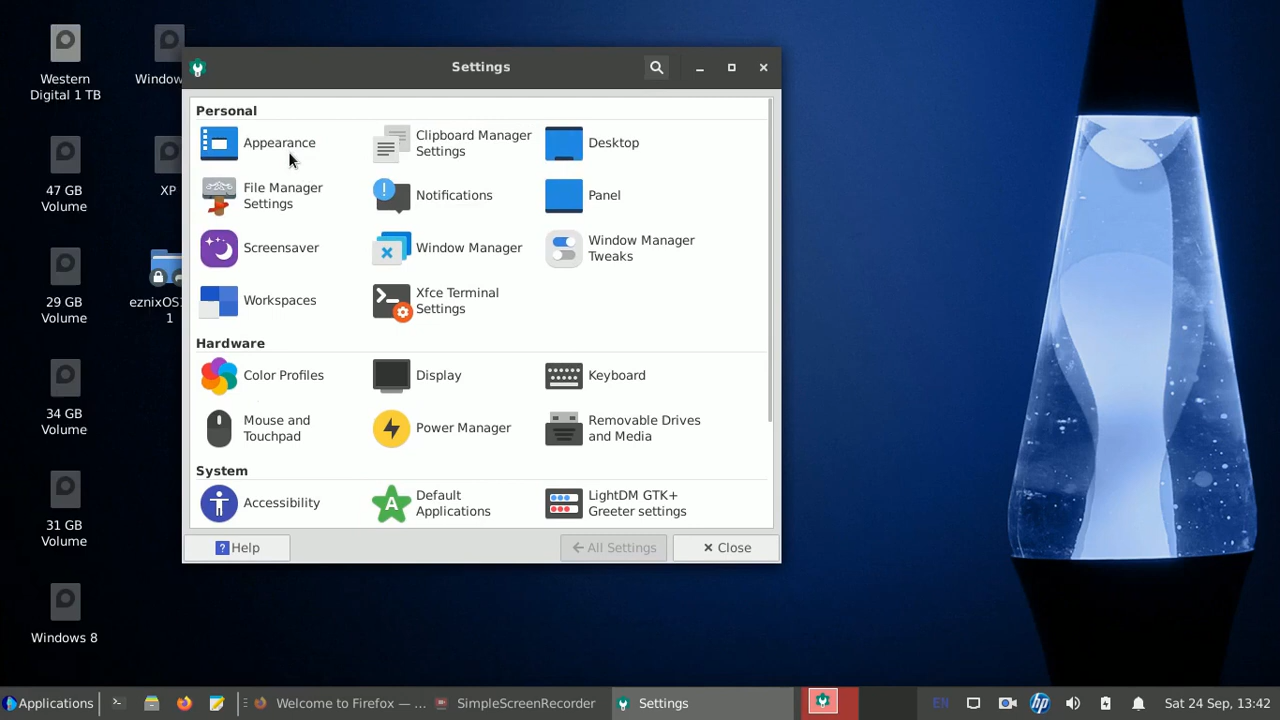 Western
Digital 1 TB
Window
47 GB
Volume
XP
29 GB
Volume
eznixOS
1
34 GB
Volume
31 GB
Volume
Windows 8
Settings
Personal
Appearance
Clipboard Manager
Settings
Desktop
File Manager
Settings
Notifications
Panel
Screensaver
Window Manager
Window Manager
Tweaks
Workspaces
Xfce Terminal
Settings
Hardware
Color Profiles
Display
Keyboard
Mouse and
Touchpad
Power Manager
Removable Drives
and Media
System
Accessibility
Default
Applications
LightDM GTK+
Greeter settings
? Help
← All Settings
× Close
Applications
Welcome to Firefox — ...
SimpleScreenRecorder
Settings
EN
hp
Sat 24 Sep, 13:42